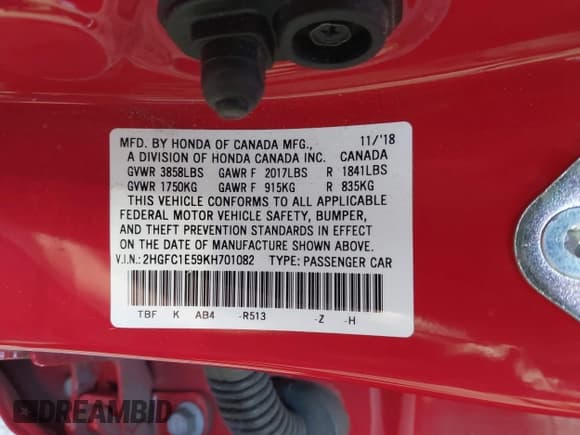 MFD. BY HONDA OF CANADA MFG., 11/'18
A DIVISION OF HONDA CANADA INC. CANADA
GVWR 3858LBS GAWR F 2017LBS R 1841LBS
GVWR 1750KG GAWR F 915KG R 835KG
THIS VEHICLE CONFORMS TO ALL APPLICABLE
FEDERAL MOTOR VEHICLE SAFETY, BUMPER,
AND THEFT PREVENTION STANDARDS IN EFFECT
ON THE DATE OF MANUFACTURE SHOWN ABOVE.
V.I.N.: 2HGFC1E59KH701082 TYPE: PASSENGER CAR
TBF K AB4 -R513 -Z -H
DREAMBID